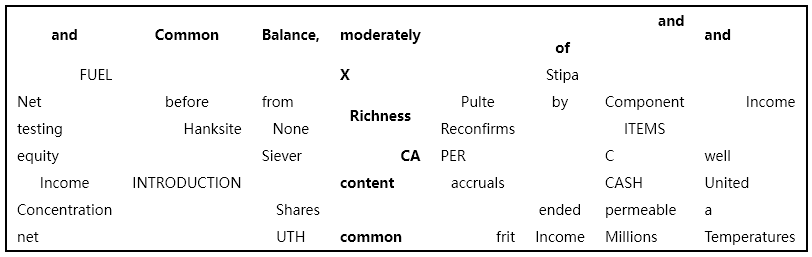 and Common Balance, moderately of and and
FUEL X Stipa
Net before from Richness Pulte by Component Income
testing Hanksite None Reconfirms ITEMS
equity Siever CA PER C well
Income INTRODUCTION content accruals CASH United
Concentration Shares ended permeable a
net UTH common frit Income Millions Temperatures